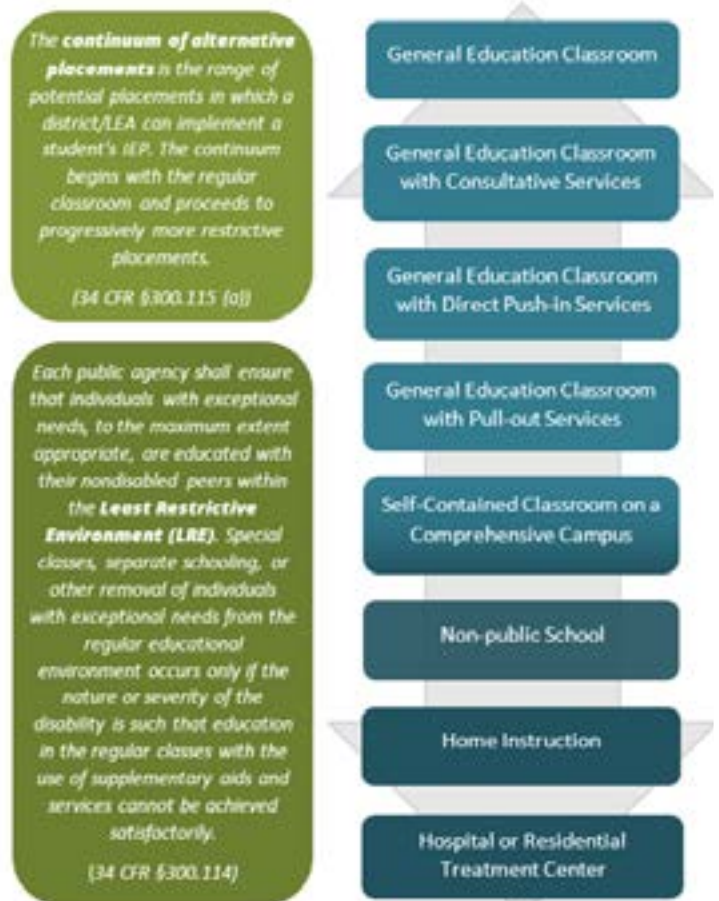 The continuum of alternative
placements is the range of
potential placements in which a
district/LEA can implement a
student's IEP. The continuum
begins with the regular
classroom and proceeds to
progressively more restrictive
placements.
(34 CFR §300.115 (a))
Each public agency shall ensure
that individuals with exceptional
needs, to the maximum extent
appropriate, are educated with
their nondisabled peers within
the Least Restrictive
Environment (LRE). Special
classes, separate schooling, or
other removal of individuals
with exceptional needs from the
regular educational
environment occurs only if the
nature or severity of the
disability is such that education
in the regular classes with the
use of supplementary aids and
services cannot be achieved
satisfactorily.
(34 CFR §300.114)
General Education Classroom
General Education Classroom
with Consultative Services
General Education Classroom
with Direct Push-in Services
General Education Classroom
with Pull-out Services
Self-Contained Classroom on a
Comprehensive Campus
Non-public School
Home Instruction
Hospital or Residential
Treatment Center